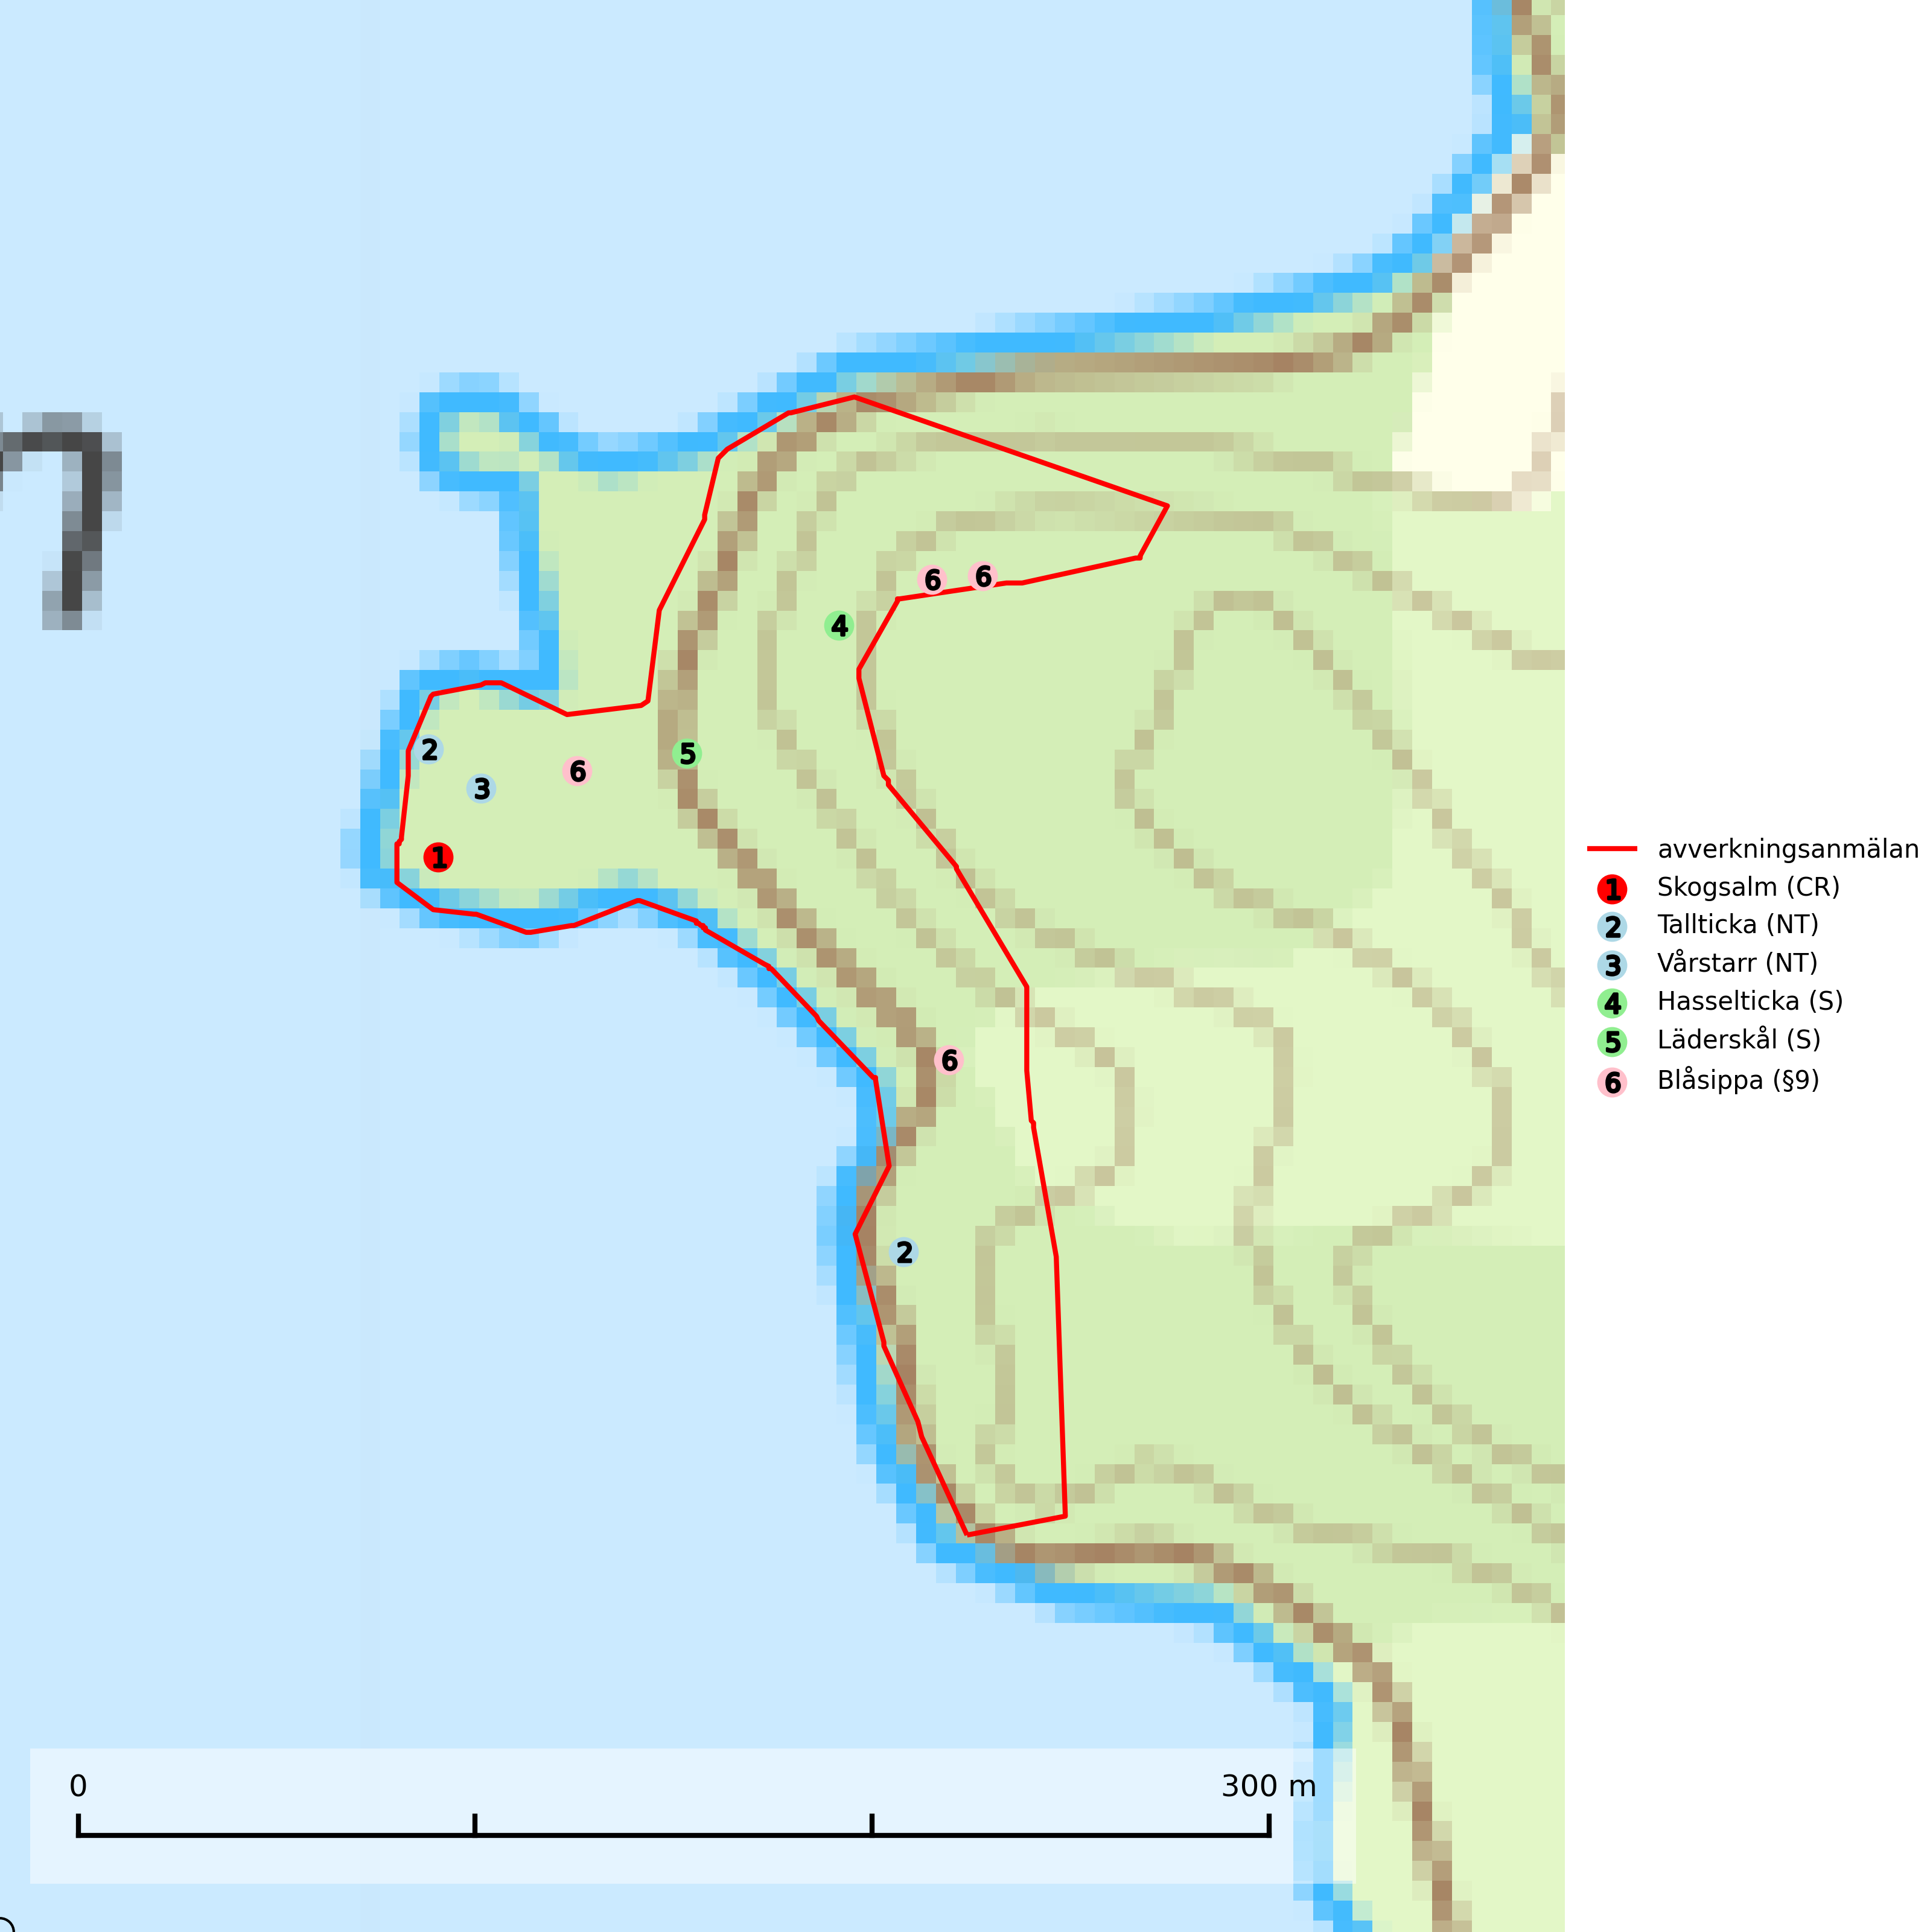 6 6
4
2 5
3 6
1
6
2
avverkningsanmälan
1 Skogsalm (CR)
2 Tallticka (NT)
3 Vårstarr (NT)
4 Hasselticka (S)
5 Läderskål (S)
6 Blåsippa (§9)
0 300 m